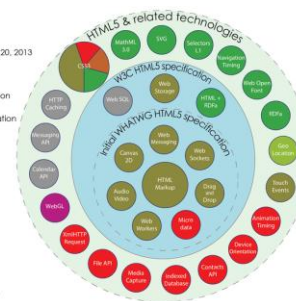 20, 2013
on
ation
HTML5 & related technologies
W3C HTML5 specification
Initial WHATWG HTML5 specification
CSS3
MathML
3.0
SVG
Selectors
L1
Navigation
Timing
Web Open
Font
RDFa
Geo
Location
Touch
Events
Animation
Timing
Device
Orientation
Contacts API
Indexed
Database
Media
Capture
File API
XmlHTTP
Request
WebGL
Calendar
API
Messaging
API
HTTP
Caching
Web SQL
Web
Storage
HTML +
RDFa
Web
Messaging
Canvas
2D
Web
Sockets
HTML
Markup
Audio
Video
Drag
and
Drop
Web
Workers
Micro
data